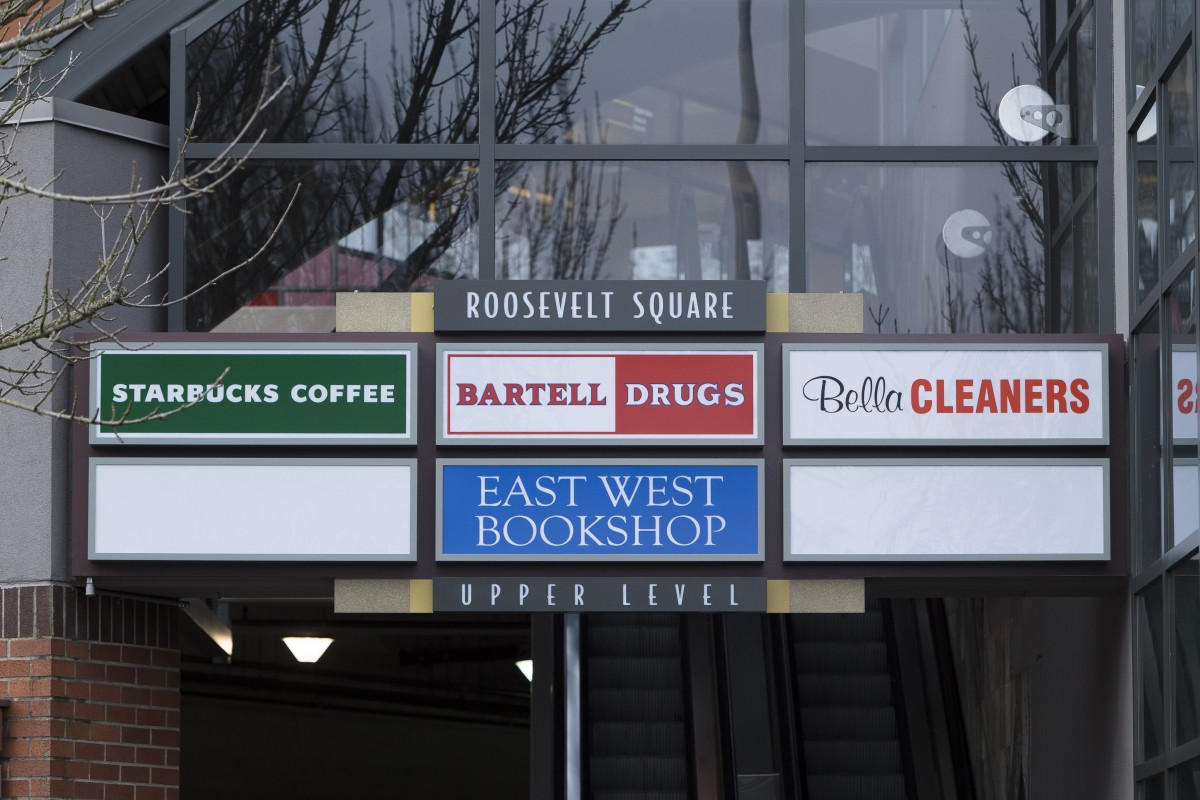 ROOSEVELT SQUARE
STARBUCKS COFFEE
BARTELL DRUGS
Bella CLEANERS
EAST WEST
BOOKSHOP
UPPER LEVEL